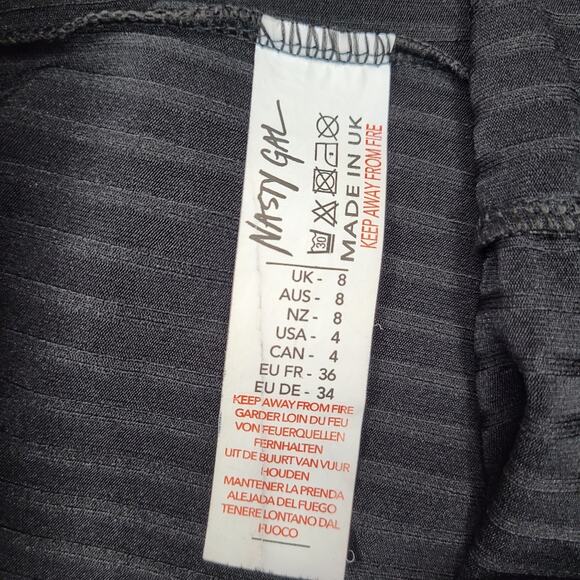 NASTY GAL
30
MADE IN UK
KEEP AWAY FROM FIRE
UK - 8
AUS - 8
NZ - 8
USA - 4
CAN - 4
EU FR - 36
EU DE - 34
KEEP AWAY FROM FIRE
GARDER LOIN DU FEU
VON FEUERQUELLEN
FERNHALTEN
UIT DE BUURT VAN VUUR
HOUDEN
MANTENER LA PRENDA
ALEJADA DEL FUEGO
TENERE LONTANO DAL
FUOCO